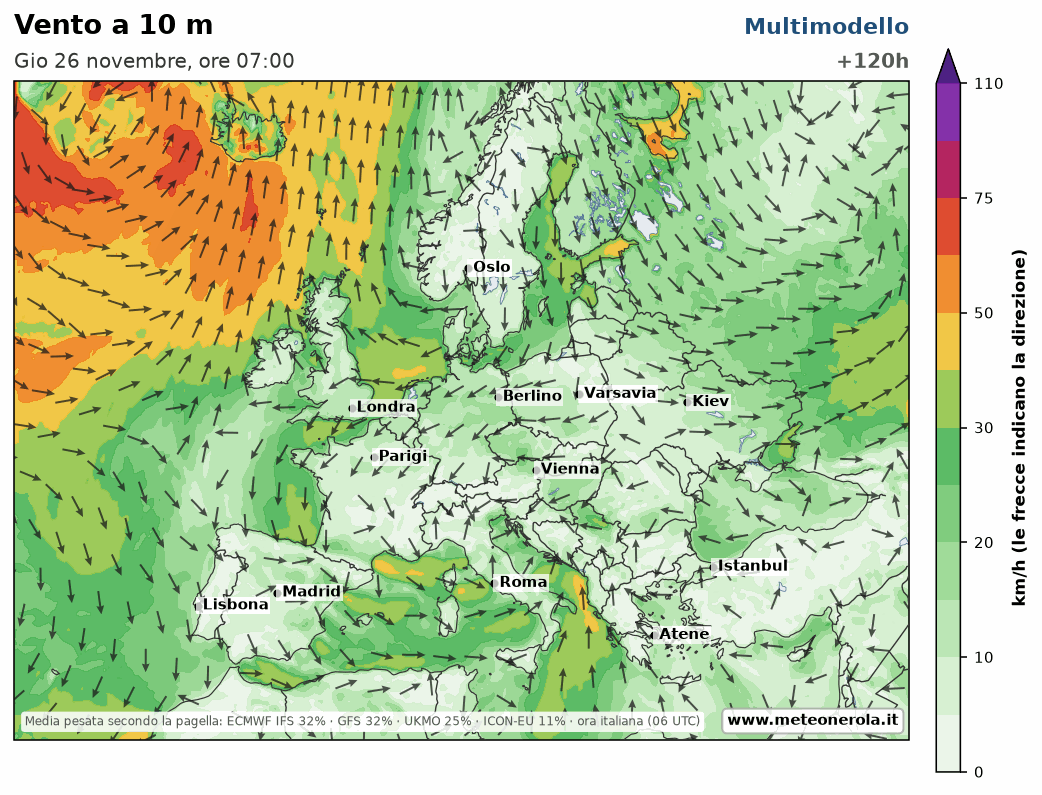 Vento a 10 m
Multimodello
Gio 26 novembre, ore 07:00
+120h
110
75
50
30
20
10
0
km/h (le frecce indicano la direzione)
Oslo
Londra
Berlino
Varsavia
Kiev
Parigi
Vienna
Istanbul
Roma
Madrid
Lisbona
Atene
Media pesata secondo la pagella: ECMWF IFS 32% · GFS 32% · UKMO 25% · ICON-EU 11% · ora italiana (06 UTC)
www.meteonerola.it